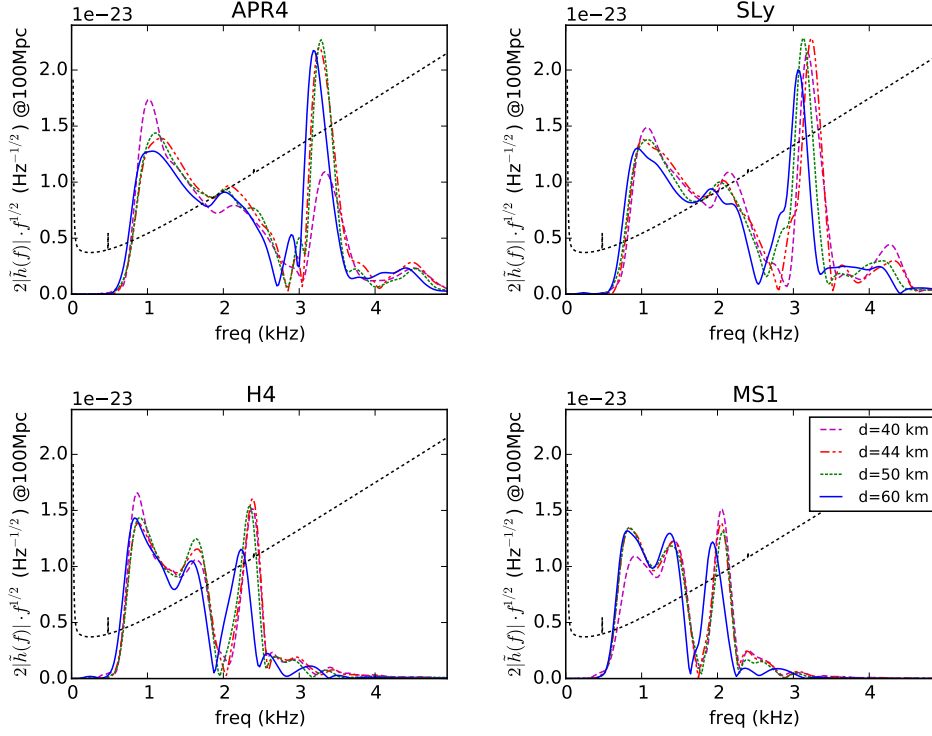 APR4
1e−23
2|h̃(f)| · f^{1/2} (Hz^{−1/2}) @100Mpc
2.0
1.5
1.0
0.5
0.0
0 1 2 3 4
freq (kHz)
SLy
1e−23
2|h̃(f)| · f^{1/2} (Hz^{−1/2}) @100Mpc
2.0
1.5
1.0
0.5
0.0
0 1 2 3 4
freq (kHz)
H4
1e−23
2|h̃(f)| · f^{1/2} (Hz^{−1/2}) @100Mpc
2.0
1.5
1.0
0.5
0.0
0 1 2 3 4
freq (kHz)
MS1
1e−23
2|h̃(f)| · f^{1/2} (Hz^{−1/2}) @100Mpc
2.0
1.5
1.0
0.5
0.0
0 1 2 3 4
freq (kHz)
d=40 km
d=44 km
d=50 km
d=60 km